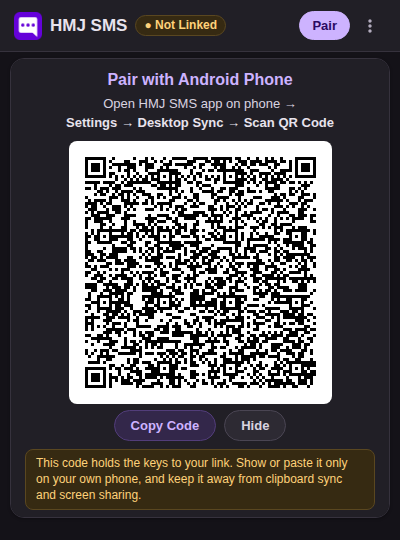 HMJ SMS
● Not Linked
Pair
Pair with Android Phone
Open HMJ SMS app on phone →
Settings → Desktop Sync → Scan QR Code
Copy Code
Hide
This code holds the keys to your link. Show or paste it only
on your own phone, and keep it away from clipboard sync
and screen sharing.